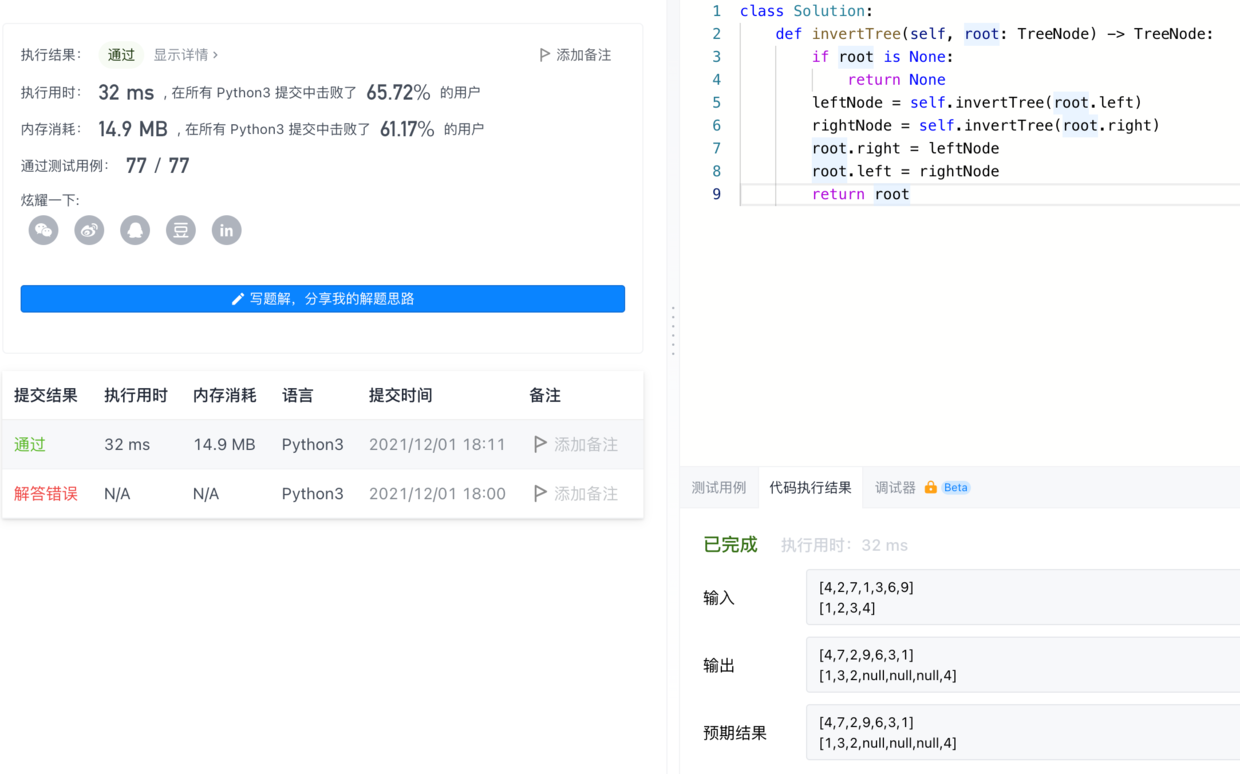 执行结果： 通过 显示详情 > 添加备注
执行用时： 32 ms , 在所有 Python3 提交中击败了 65.72% 的用户
内存消耗： 14.9 MB , 在所有 Python3 提交中击败了 61.17% 的用户
通过测试用例： 77 / 77
炫耀一下:
豆 in
写题解，分享我的解题思路
提交结果 执行用时 内存消耗 语言 提交时间 备注
通过 32 ms 14.9 MB Python3 2021/12/01 18:11 添加备注
解答错误 N/A N/A Python3 2021/12/01 18:00 添加备注
1 class Solution:
2 def invertTree(self, root: TreeNode) -> TreeNode:
3 if root is None:
4 return None
5 leftNode = self.invertTree(root.left)
6 rightNode = self.invertTree(root.right)
7 root.right = leftNode
8 root.left = rightNode
9 return root
测试用例 代码执行结果 调试器 Beta
已完成 执行用时： 32 ms
输入
[4,2,7,1,3,6,9]
[1,2,3,4]
输出
[4,7,2,9,6,3,1]
[1,3,2,null,null,null,4]
预期结果
[4,7,2,9,6,3,1]
[1,3,2,null,null,null,4]